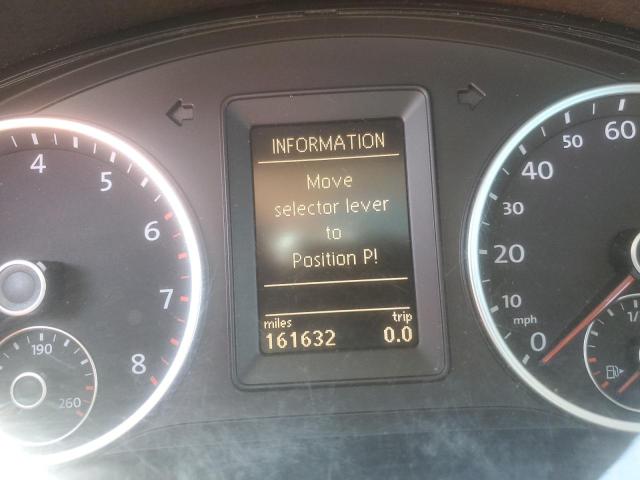 INFORMATION
Move
selector lever
to
Position P!
miles trip
161632 0.0
4
5
6
7
8
190
260
60
50
40
30
20
10
mph
0
1/